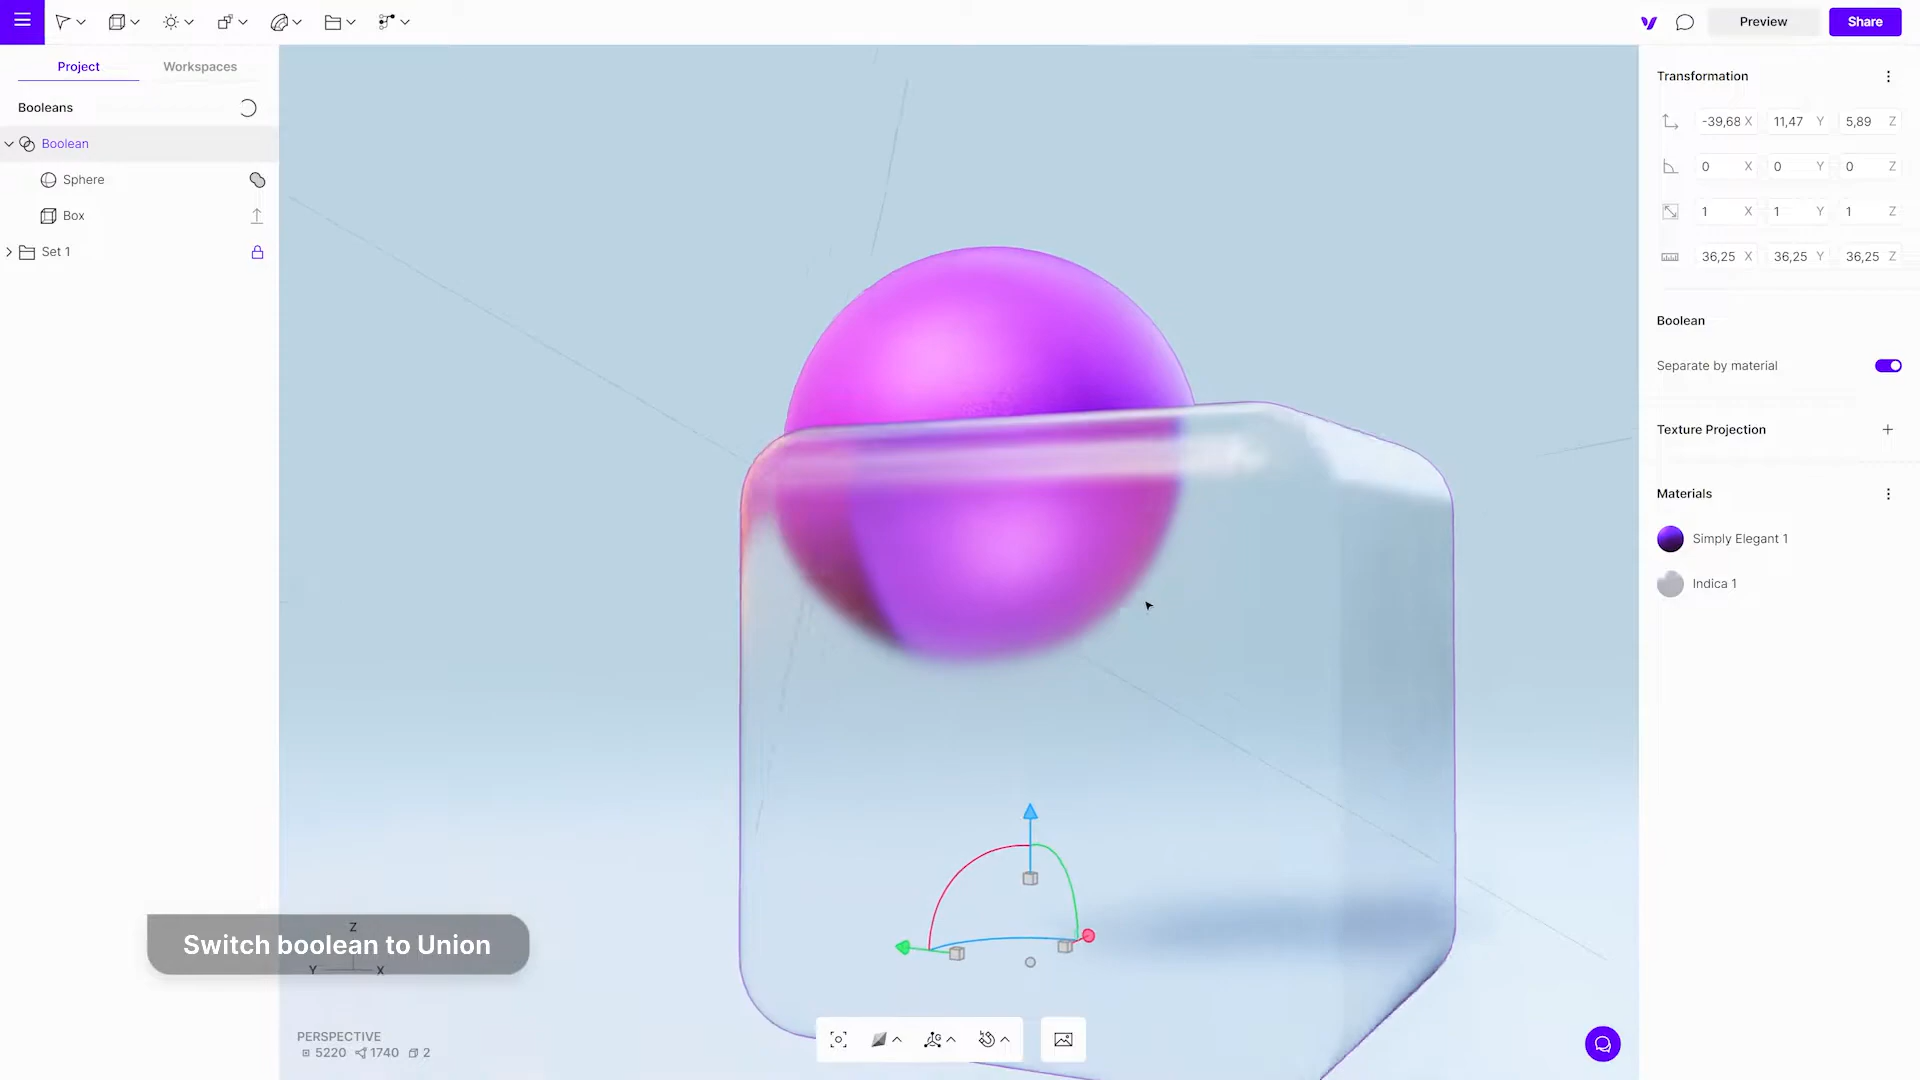 Preview
Share
Project
Workspaces
Booleans
Boolean
Sphere
Box
Set 1
Transformation
-39,68 X 11,47 Y 5,89 Z
0 X 0 Y 0 Z
1 X 1 Y 1 Z
36,25 X 36,25 Y 36,25 Z
Boolean
Separate by material
Texture Projection
Materials
Simply Elegant 1
Indica 1
Z
Switch boolean to Union
Y X
PERSPECTIVE
5220 1740 2